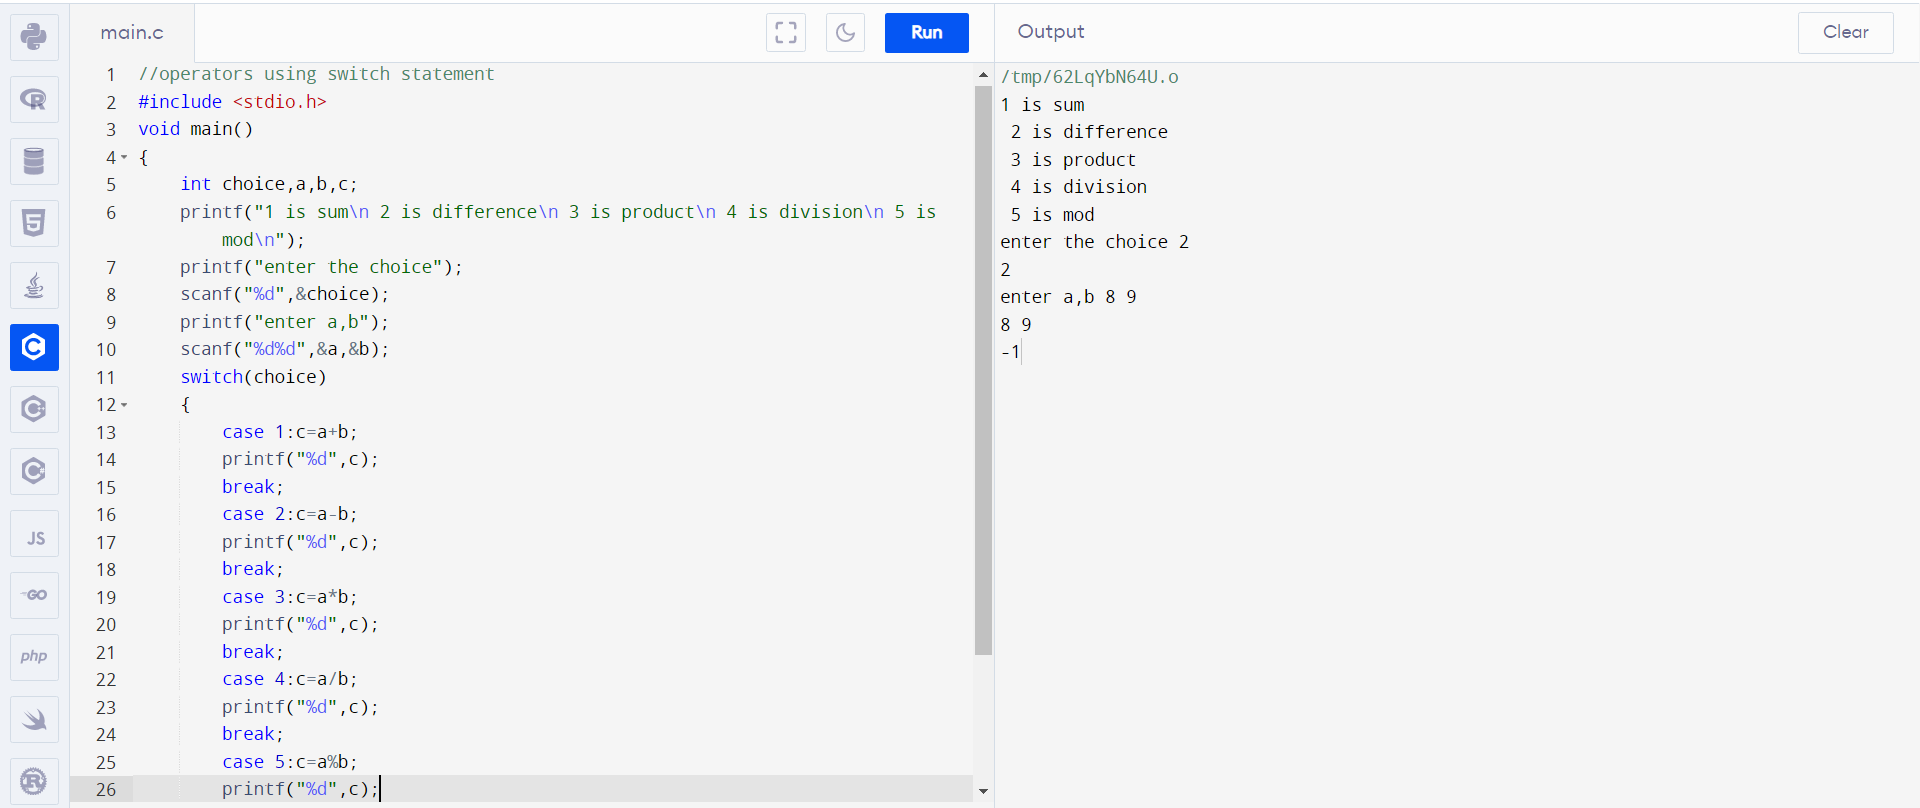 main.c
Run
Output
Clear
1 //operators using switch statement
2 #include <stdio.h>
3 void main()
4 {
5 int choice,a,b,c;
6 printf("1 is sum\n 2 is difference\n 3 is product\n 4 is division\n 5 is
mod\n");
7 printf("enter the choice");
8 scanf("%d",&choice);
9 printf("enter a,b");
10 scanf("%d%d",&a,&b);
11 switch(choice)
12 {
13 case 1:c=a+b;
14 printf("%d",c);
15 break;
16 case 2:c=a-b;
17 printf("%d",c);
18 break;
19 case 3:c=a*b;
20 printf("%d",c);
21 break;
22 case 4:c=a/b;
23 printf("%d",c);
24 break;
25 case 5:c=a%b;
26 printf("%d",c);
/tmp/62LqYbN64U.o
1 is sum
2 is difference
3 is product
4 is division
5 is mod
enter the choice 2
2
enter a,b 8 9
8 9
-1
R
5
C
C
C#
JS
GO
php
R